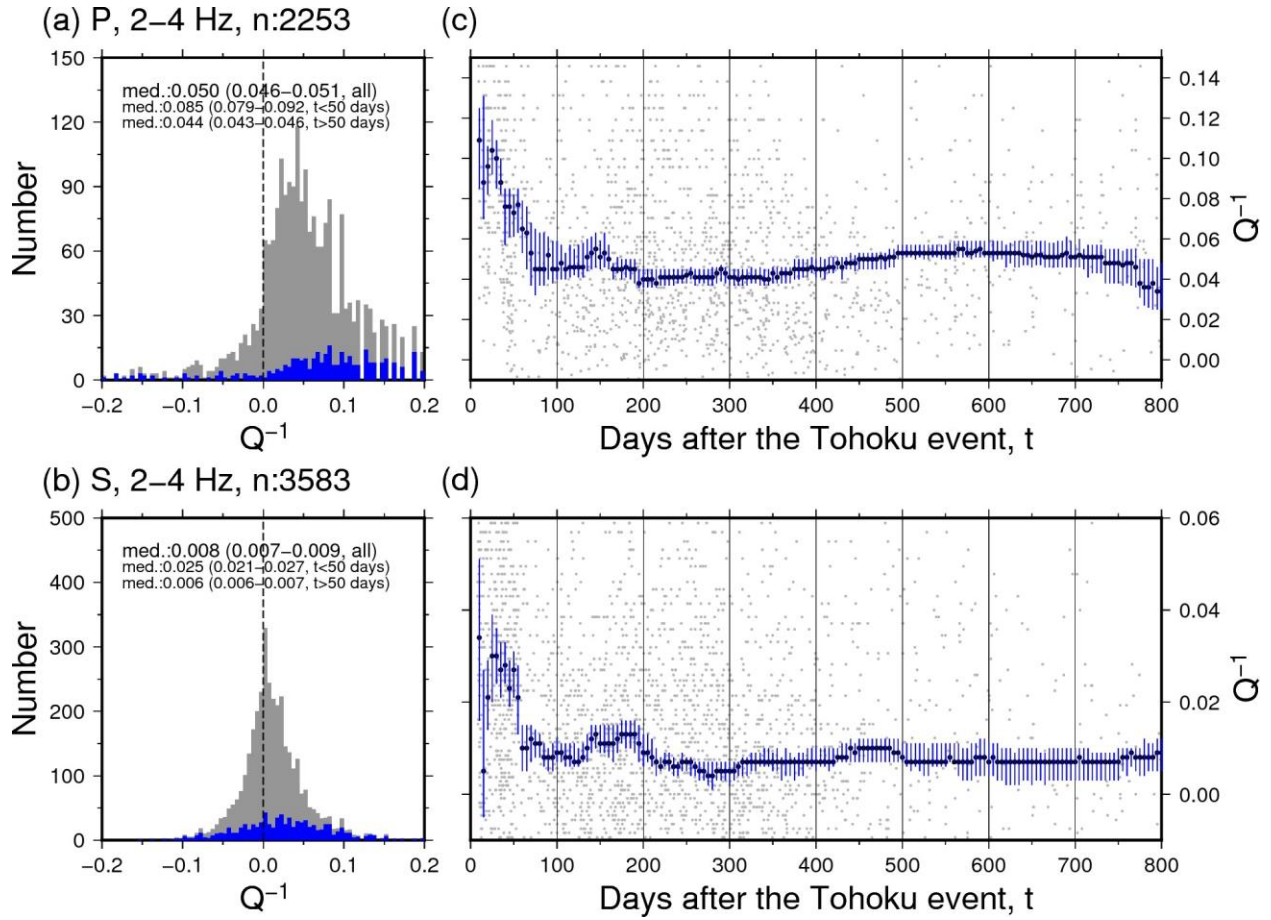 (a) P, 2–4 Hz, n:2253
150
120
90
60
30
0
Number
med.:0.050 (0.046–0.051, all)
med.:0.085 (0.079–0.092, t<50 days)
med.:0.044 (0.043–0.046, t>50 days)
−0.2 −0.1 0.0 0.1 0.2
Q⁻¹
(c)
0.14
0.12
0.10
0.08
0.06
0.04
0.02
0.00
Q⁻¹
0 100 200 300 400 500 600 700 800
Days after the Tohoku event, t
(b) S, 2–4 Hz, n:3583
500
400
300
200
100
0
Number
med.:0.008 (0.007–0.009, all)
med.:0.025 (0.021–0.027, t<50 days)
med.:0.006 (0.006–0.007, t>50 days)
−0.2 −0.1 0.0 0.1 0.2
Q⁻¹
(d)
0.06
0.04
0.02
0.00
Q⁻¹
0 100 200 300 400 500 600 700 800
Days after the Tohoku event, t